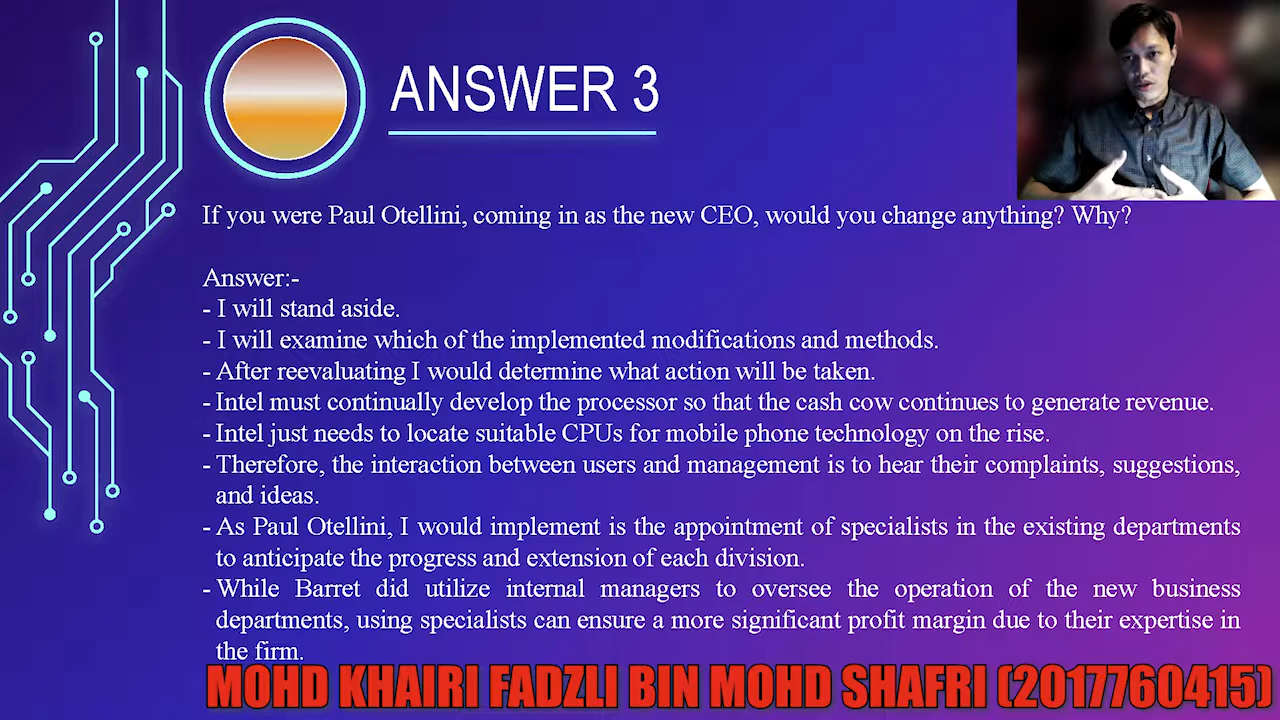 ANSWER 3
If you were Paul Otellini, coming in as the new CEO, would you change anything? Why?
Answer:-
- I will stand aside.
- I will examine which of the implemented modifications and methods.
- After reevaluating I would determine what action will be taken.
- Intel must continually develop the processor so that the cash cow continues to generate revenue.
- Intel just needs to locate suitable CPUs for mobile phone technology on the rise.
- Therefore, the interaction between users and management is to hear their complaints, suggestions,
and ideas.
- As Paul Otellini, I would implement is the appointment of specialists in the existing departments
to anticipate the progress and extension of each division.
- While Barret did utilize internal managers to oversee the operation of the new business
departments, using specialists can ensure a more significant profit margin due to their expertise in
the firm.
MOHD KHAIRI FADZLI BIN MOHD SHAFRI (2017760415)